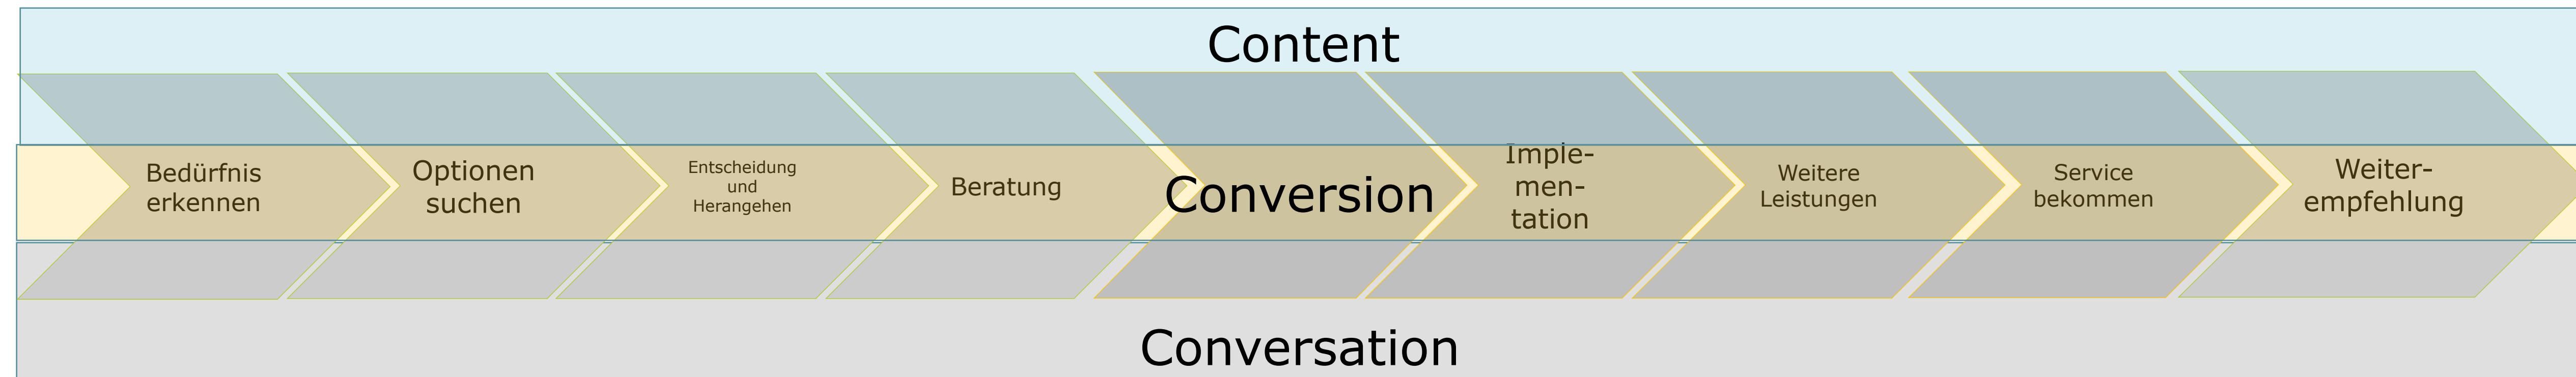 Content
Bedürfnis
erkennen
Optionen
suchen
Entscheidung
und
Herangehen
Beratung
Conversion
Imple-
men-
tation
Weitere
Leistungen
Service
bekommen
Weiter-
empfehlung
Conversation